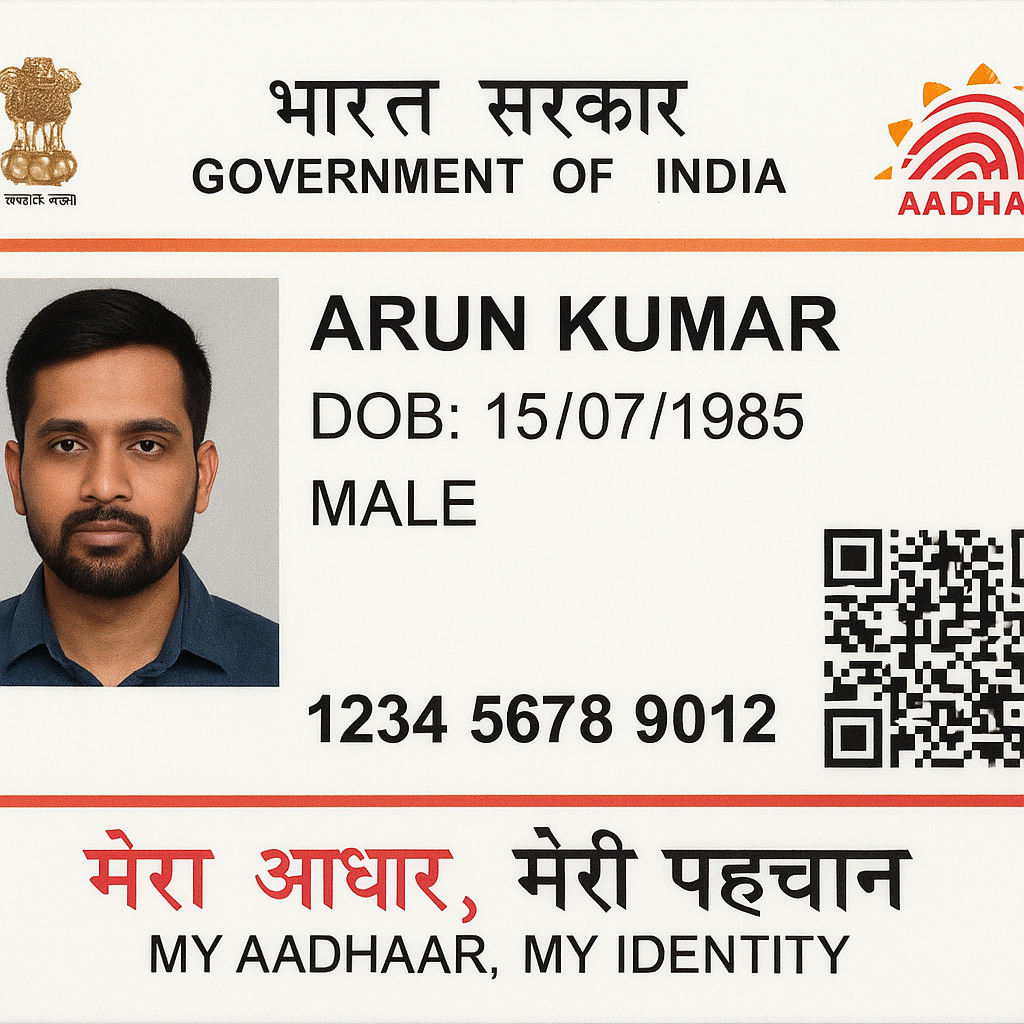 भारत सरकार
GOVERNMENT OF INDIA
AADHA
ARUN KUMAR
DOB: 15/07/1985
MALE
1234 5678 9012
मेरा आधार, मेरी पहचान
MY AADHAAR, MY IDENTITY